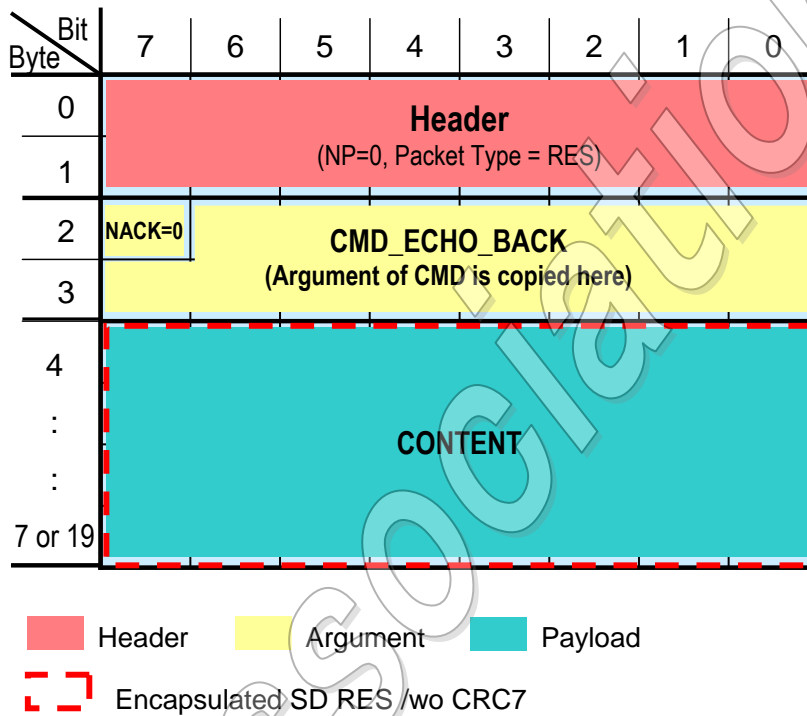 Bit
Byte
7 6 5 4 3 2 1 0
0
Header
(NP=0, Packet Type = RES)
1
2
NACK=0
CMD_ECHO_BACK
(Argument of CMD is copied here)
3
4
:
CONTENT
:
7 or 19
Header Argument Payload
Encapsulated SD RES /wo CRC7